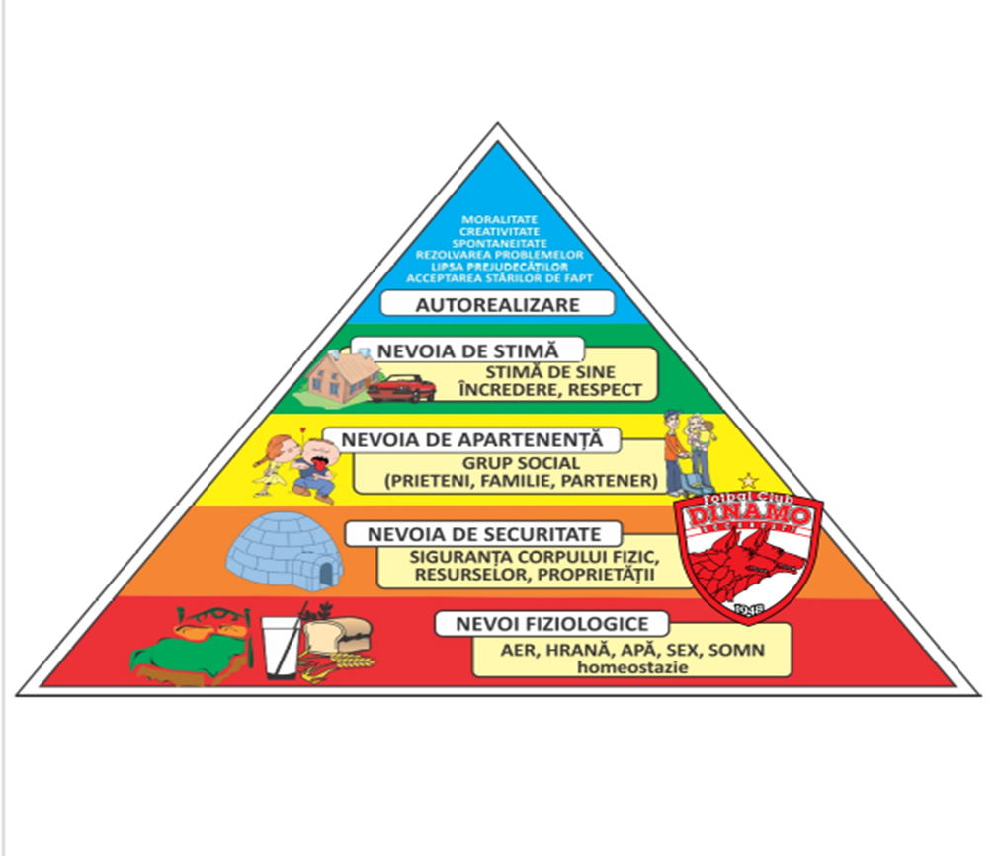 MORALITATE
CREATIVITATE
SPONTANEITATE
REZOLVAREA PROBLEMELOR
LIPSA PREJUDECĂȚILOR
ACCEPTAREA STĂRILOR DE FAPT
AUTOREALIZARE
NEVOIA DE STIMĂ
STIMĂ DE SINE
ÎNCREDERE, RESPECT
NEVOIA DE APARTENENȚĂ
GRUP SOCIAL
(PRIETENI, FAMILIE, PARTENER)
NEVOIA DE SECURITATE
SIGURANȚA CORPULUI FIZIC,
RESURSELOR, PROPRIETĂȚII
Fotbal Club
DINAMO
BUCUREȘTI
1948
NEVOI FIZIOLOGICE
AER, HRANĂ, APĂ, SEX, SOMN
homeostazie